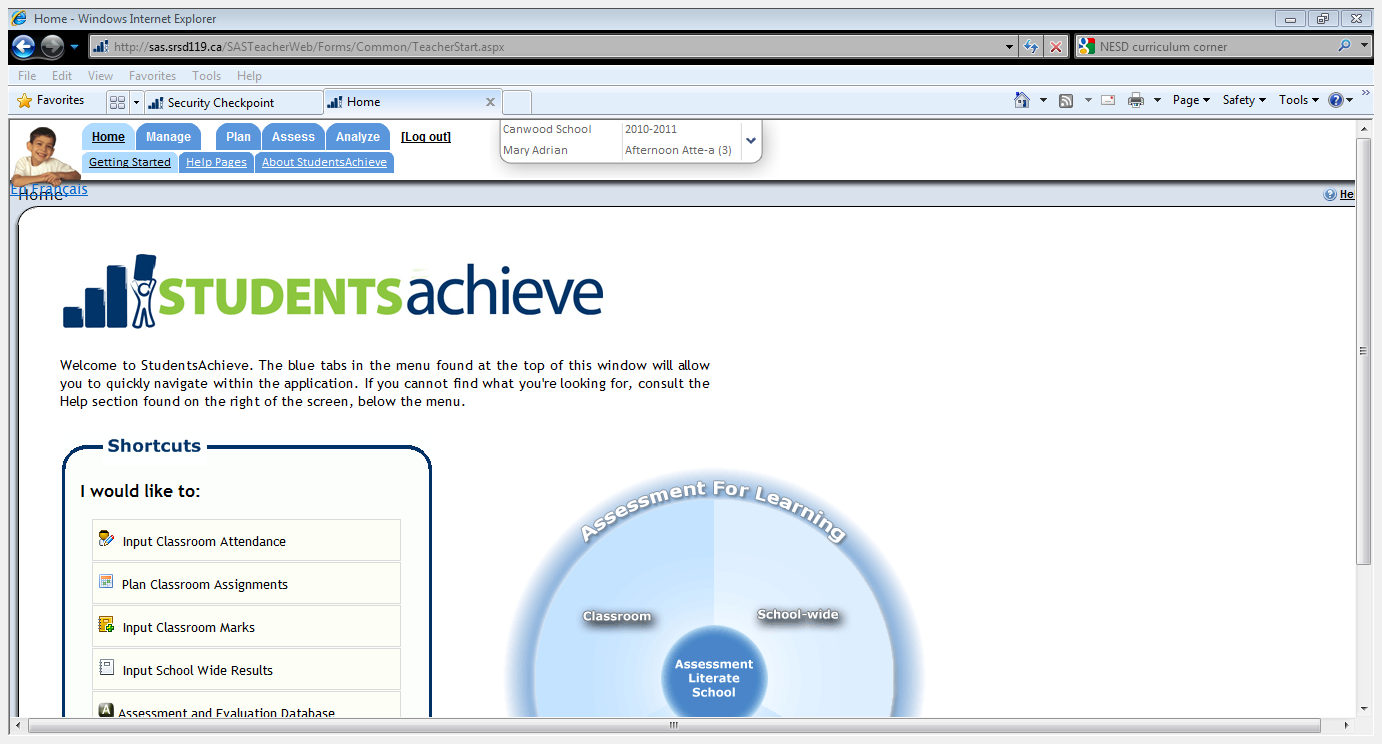 Home - Windows Internet Explorer
http://sas.srsd119.ca/SASTeacherWeb/Forms/Common/TeacherStart.aspx
NESD curriculum corner
File Edit View Favorites Tools Help
Favorites
Security Checkpoint
Home
Page
Safety
Tools
Home Manage Plan Assess Analyze [Log out]
Canwood School 2010-2011
Mary Adrian Afternoon Atte-a (3)
Getting Started Help Pages About StudentsAchieve
En Français
Home
He
STUDENTSachieve
Welcome to StudentsAchieve. The blue tabs in the menu found at the top of this window will allow
you to quickly navigate within the application. If you cannot find what you're looking for, consult the
Help section found on the right of the screen, below the menu.
Shortcuts
I would like to:
Input Classroom Attendance
Plan Classroom Assignments
Input Classroom Marks
Input School Wide Results
Assessment and Evaluation Database
Assessment For Learning
Classroom
School-wide
Assessment
Literate
School